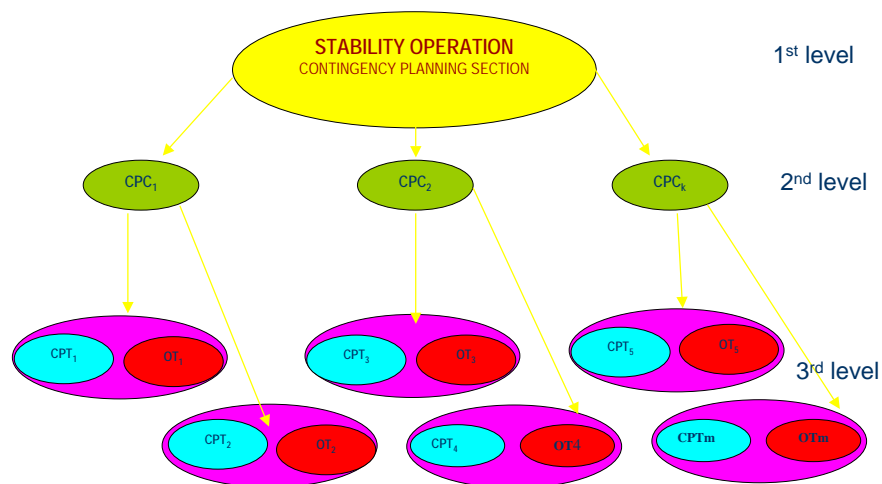 STABILITY OPERATION
CONTINGENCY PLANNING SECTION
1st level
CPC1
CPC2
CPCk
2nd level
CPT1
OT1
CPT3
OT3
CPT5
OT5
3rd level
CPT2
OT2
CPT4
OT4
CPTm
OTm